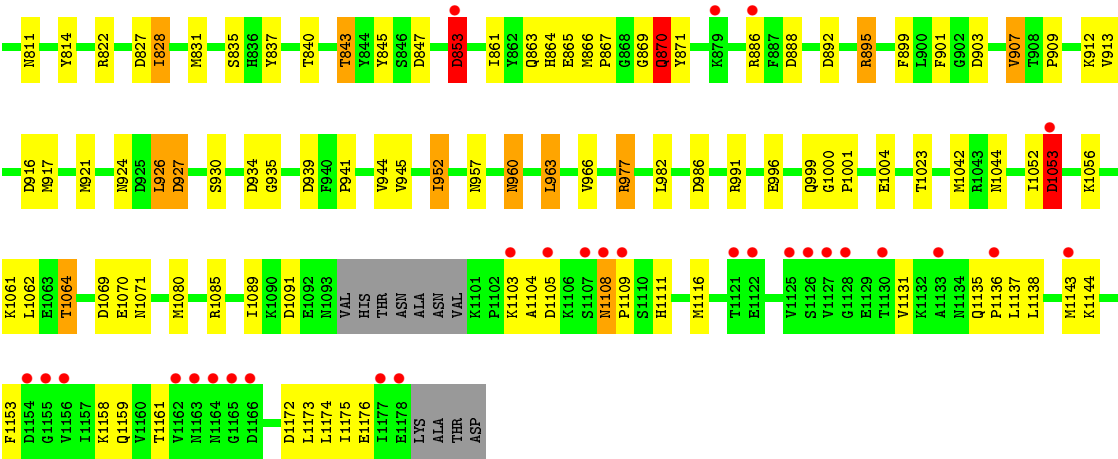 N811 Y814 R822 D827 I828 M831 S835 H836 Y837 T840 T843 Y844 Y845 S846 D847 D853 I861 Y862 Q863 H864 E865 M866 P867 G868 G869 Q870 Y871 K879 R886 F887 D888 D892 R895 F899 L900 F901 G902 D903 V907 T908 P909 K912 V913
D916 M917 M921 N924 D925 L926 D927 S930 D934 G935 D939 F940 P941 V944 V945 I952 N957 N960 L963 V966 R977 L982 D986 R991 E996 Q999 G1000 P1001 E1004 T1023 M1042 R1043 N1044 I1052 D1053 K1056
K1061 L1062 E1063 T1064 D1069 E1070 N1071 M1080 R1085 I1089 K1090 D1091 E1092 N1093 VAL HIS THR ASN ALA ASN VAL K1101 P1102 K1103 A1104 D1105 K1106 S1107 N1108 P1109 S1110 H1111 M1116 T1121 E1122 V1125 S1126 V1127 G1128 E1129 T1130 V1131 K1132 A1133 N1134 Q1135 P1136 L1137 L1138 M1143 K1144
F1153 D1154 G1155 V1156 I1157 K1158 Q1159 V1160 T1161 V1162 N1163 N1164 G1165 D1166 D1172 L1173 L1174 I1175 E1176 I1177 E1178 LYS ALA THR ASP